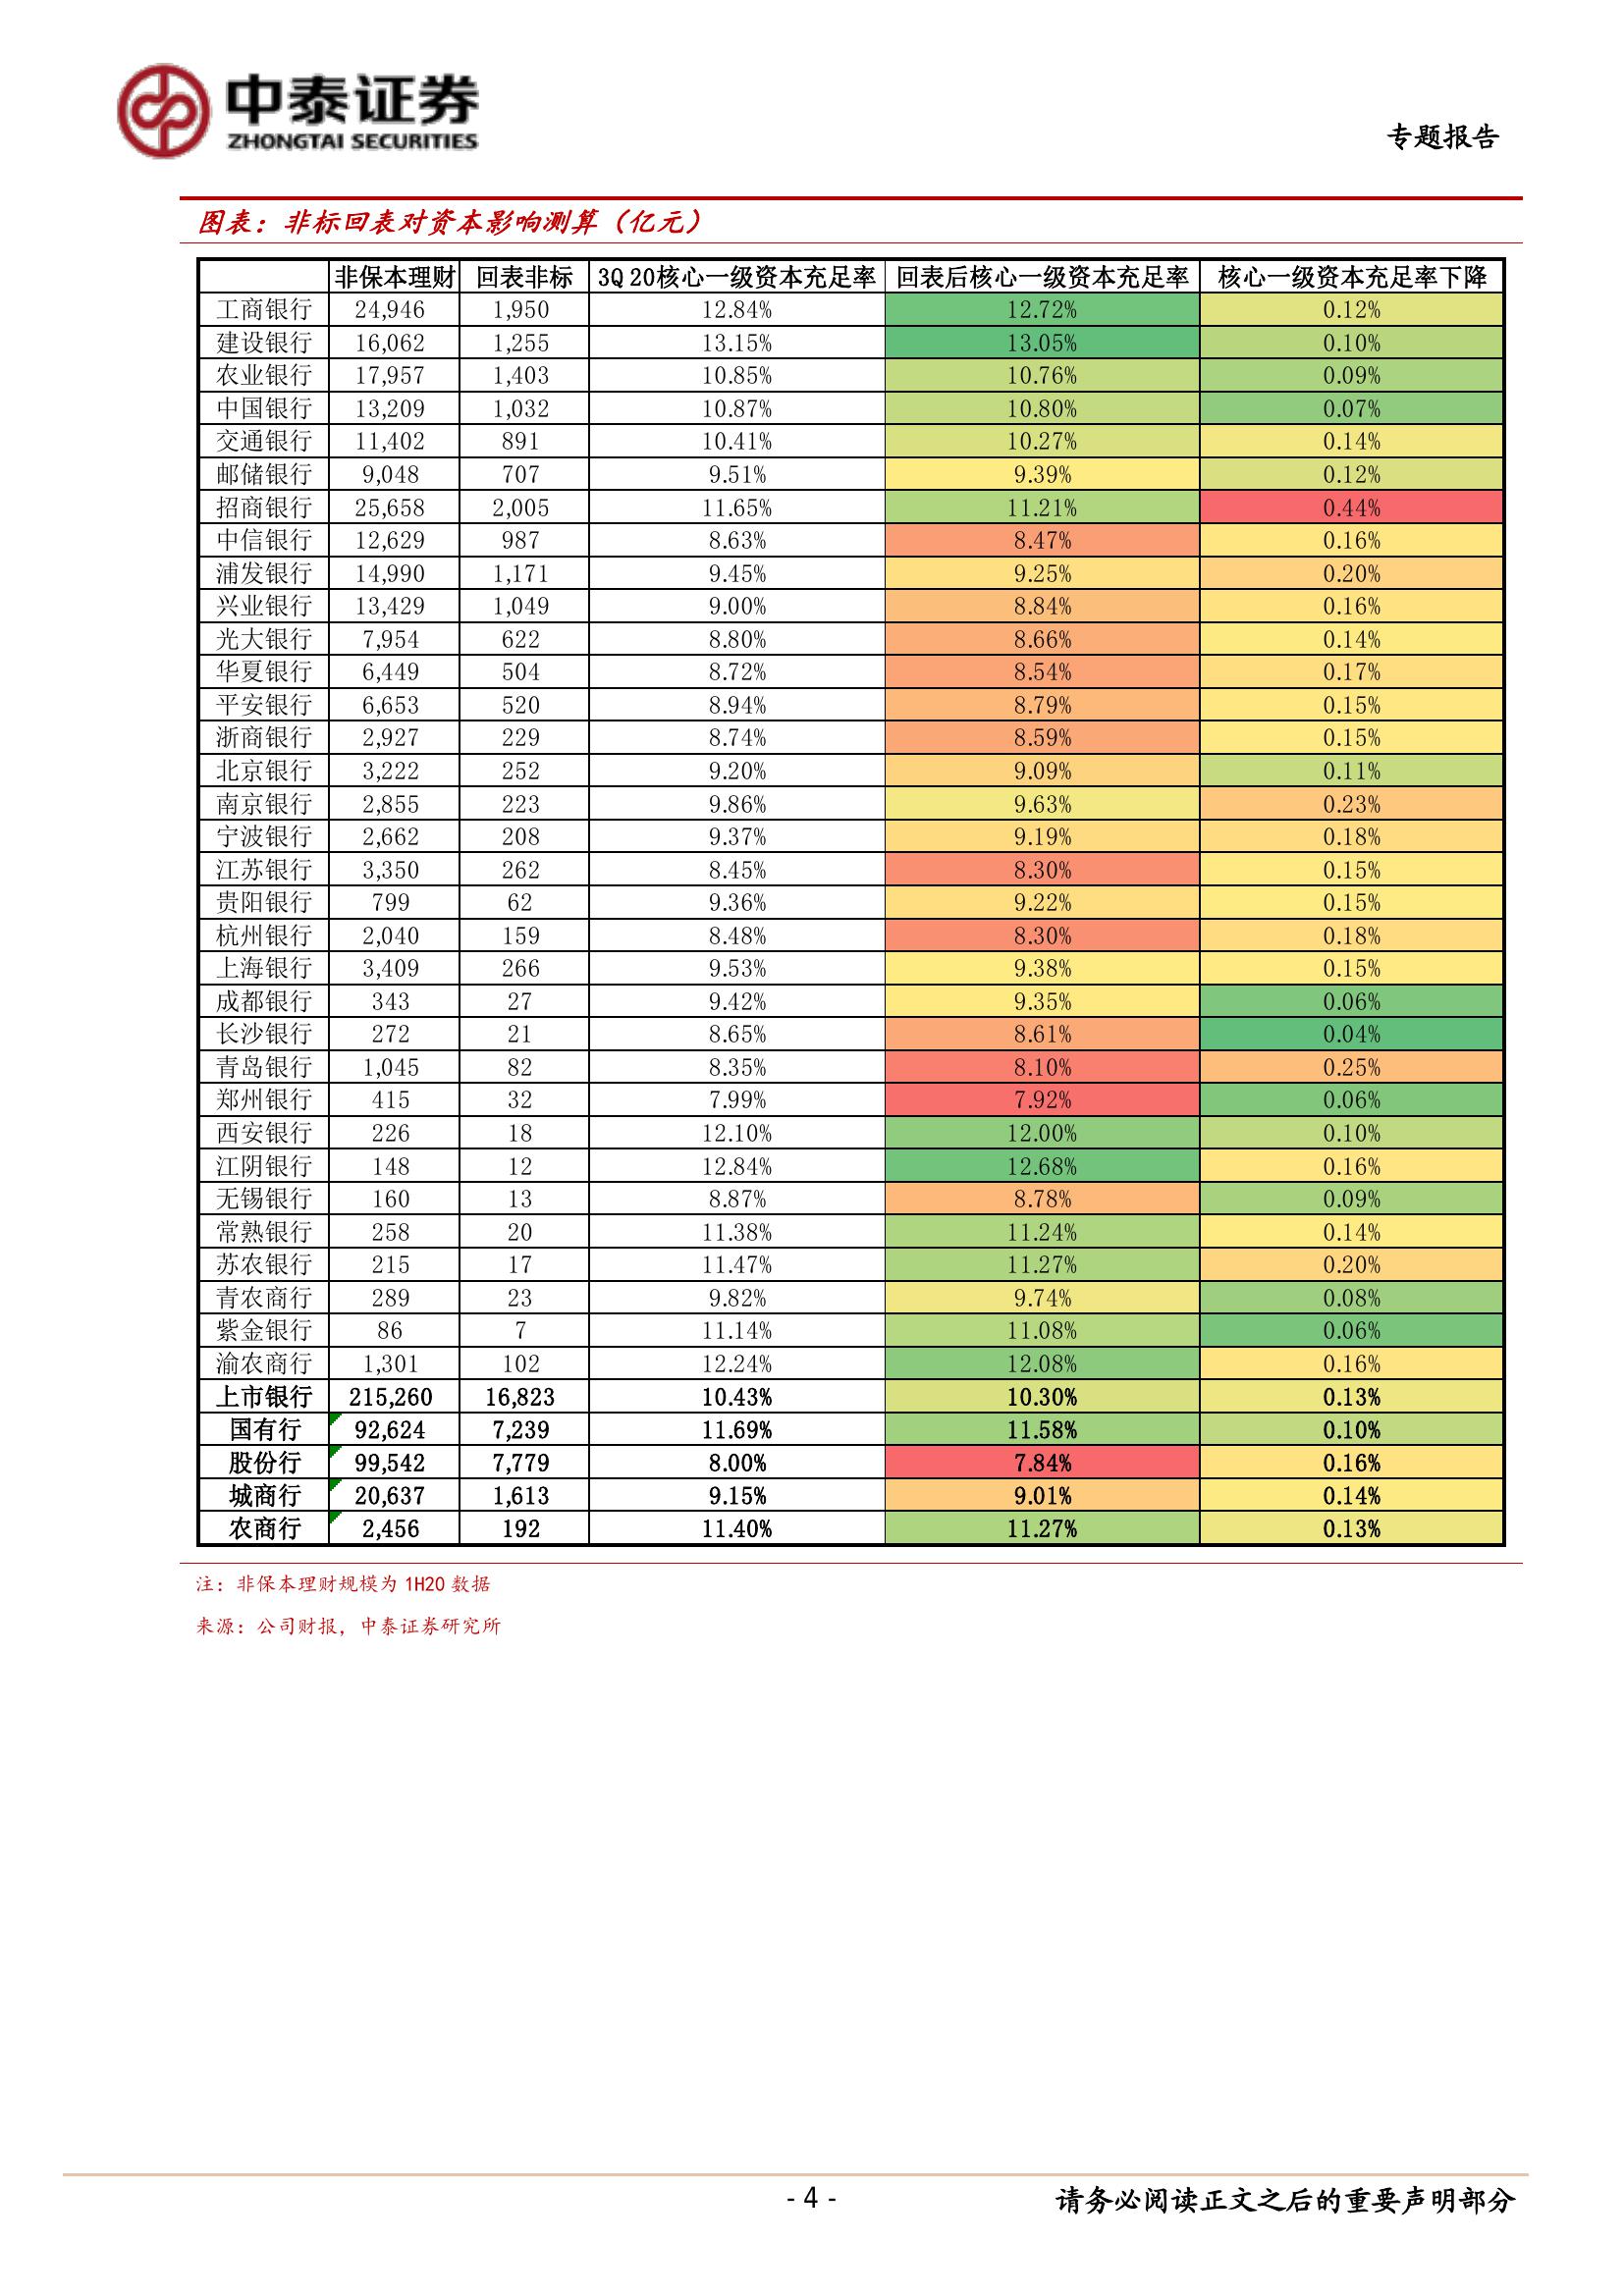 中泰证券
ZHONGTAI SECURITIES
专题报告
图表：非标回表对资本影响测算（亿元）
非保本理财 回表非标 3Q20核心一级资本充足率 回表后核心一级资本充足率 核心一级资本充足率下降
工商银行 24,946 1,950 12.84% 12.72% 0.12%
建设银行 16,062 1,255 13.15% 13.05% 0.10%
农业银行 17,957 1,403 10.85% 10.76% 0.09%
中国银行 13,209 1,032 10.87% 10.80% 0.07%
交通银行 11,402 891 10.41% 10.27% 0.14%
邮储银行 9,048 707 9.51% 9.39% 0.12%
招商银行 25,658 2,005 11.65% 11.21% 0.44%
中信银行 12,629 987 8.63% 8.47% 0.16%
浦发银行 14,990 1,171 9.45% 9.25% 0.20%
兴业银行 13,429 1,049 9.00% 8.84% 0.16%
光大银行 7,954 622 8.80% 8.66% 0.14%
华夏银行 6,449 504 8.72% 8.54% 0.17%
平安银行 6,653 520 8.94% 8.79% 0.15%
浙商银行 2,927 229 8.74% 8.59% 0.15%
北京银行 3,222 252 9.20% 9.09% 0.11%
南京银行 2,855 223 9.86% 9.63% 0.23%
宁波银行 2,662 208 9.37% 9.19% 0.18%
江苏银行 3,350 262 8.45% 8.30% 0.15%
贵阳银行 799 62 9.36% 9.22% 0.15%
杭州银行 2,040 159 8.48% 8.30% 0.18%
上海银行 3,409 266 9.53% 9.38% 0.15%
成都银行 343 27 9.42% 9.35% 0.06%
长沙银行 272 21 8.65% 8.61% 0.04%
青岛银行 1,045 82 8.35% 8.10% 0.25%
郑州银行 415 32 7.99% 7.92% 0.06%
西安银行 226 18 12.10% 12.00% 0.10%
江阴银行 148 12 12.84% 12.68% 0.16%
无锡银行 160 13 8.87% 8.78% 0.09%
常熟银行 258 20 11.38% 11.24% 0.14%
苏农银行 215 17 11.47% 11.27% 0.20%
青农商行 289 23 9.82% 9.74% 0.08%
紫金银行 86 7 11.14% 11.08% 0.06%
渝农商行 1,301 102 12.24% 12.08% 0.16%
上市银行 215,260 16,823 10.43% 10.30% 0.13%
国有行 92,624 7,239 11.69% 11.58% 0.10%
股份行 99,542 7,779 8.00% 7.84% 0.16%
城商行 20,637 1,613 9.15% 9.01% 0.14%
农商行 2,456 192 11.40% 11.27% 0.13%
注：非保本理财规模为 1H20 数据
来源：公司财报，中泰证券研究所
- 4 -
请务必阅读正文之后的重要声明部分